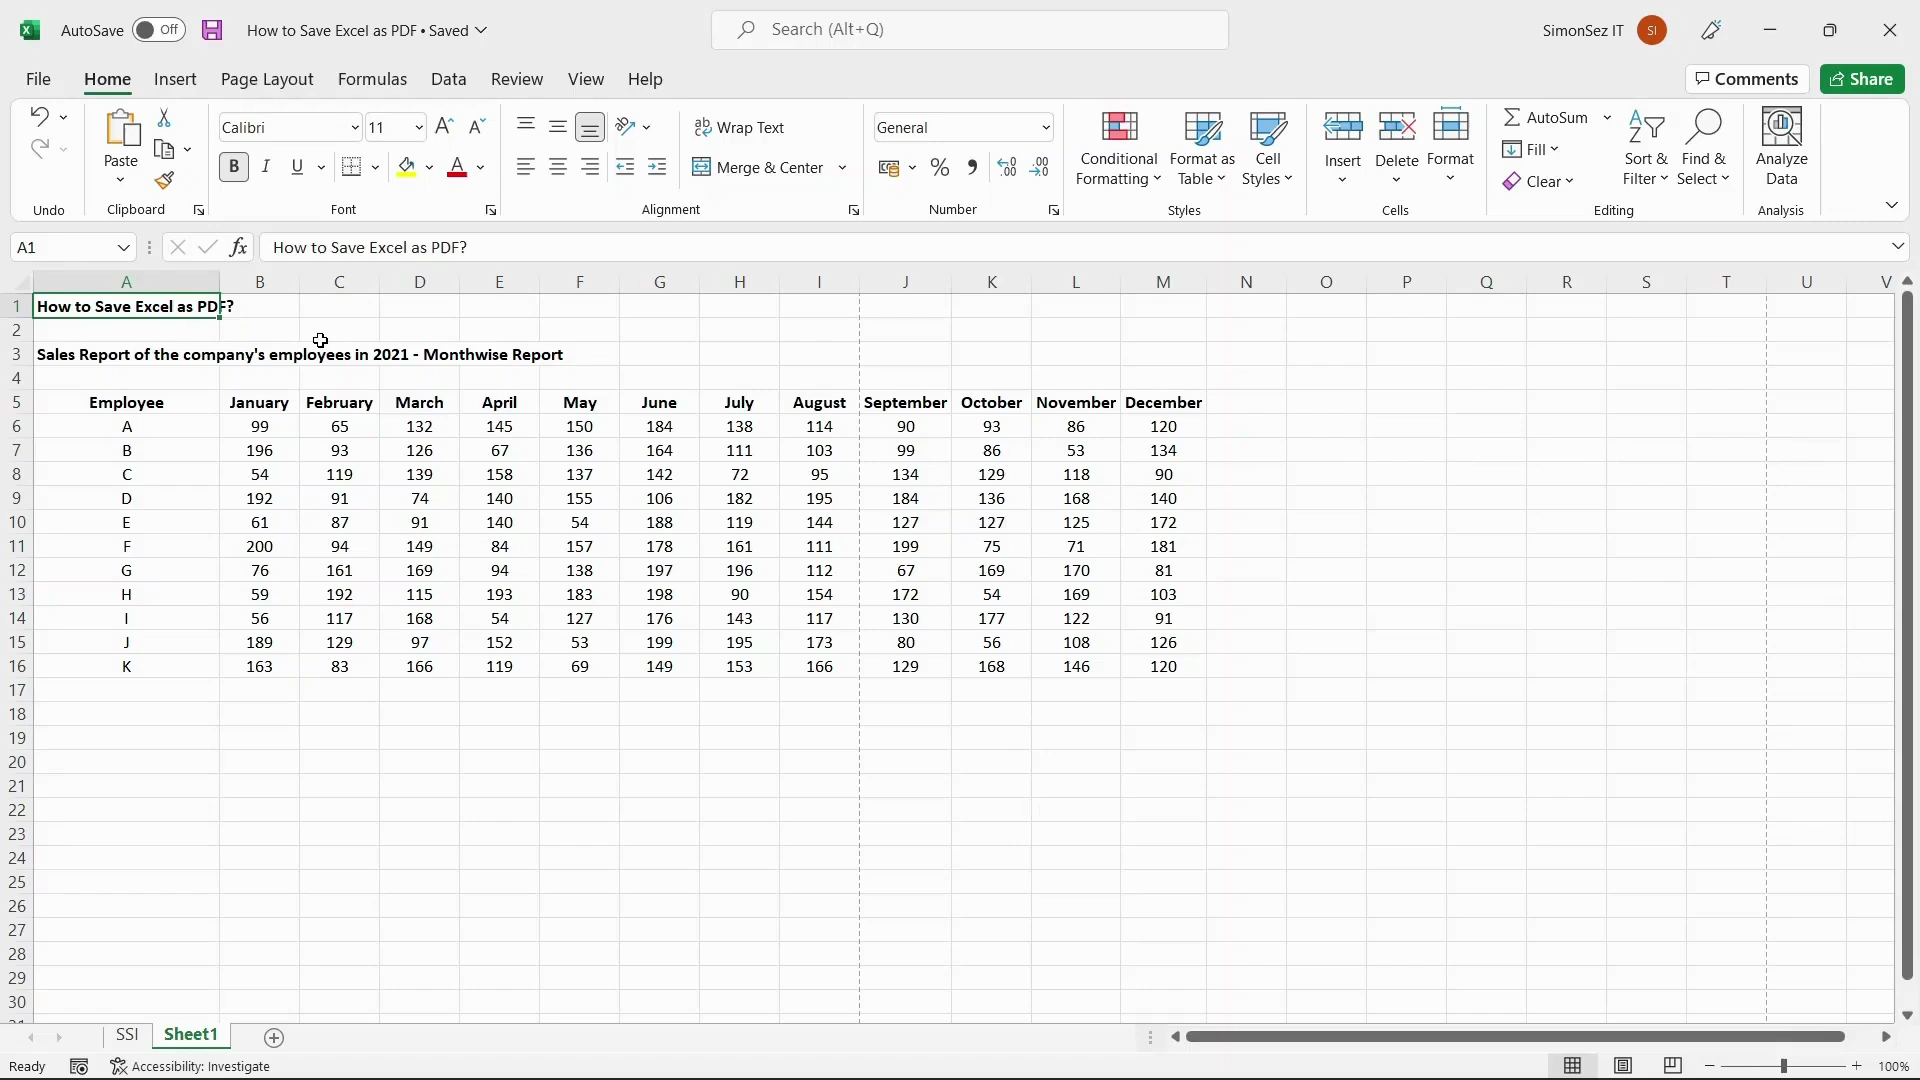 AutoSave Off How to Save Excel as PDF • Saved Search (Alt+Q) SimonSez IT SI
File Home Insert Page Layout Formulas Data Review View Help Comments Share
Paste Calibri 11 Wrap Text General Conditional Formatting Format as Table Cell Styles Insert Delete Format AutoSum Fill Clear Sort & Filter Find & Select Analyze Data
B I U A Merge & Center % 9
Undo Clipboard Font Alignment Number Styles Cells Editing Analysis
A1 fx How to Save Excel as PDF?
A B C D E F G H I J K L M N O P Q R S T U V
1 How to Save Excel as PDF?
2
3 Sales Report of the company's employees in 2021 - Monthwise Report
4
5 Employee January February March April May June July August September October November December
6 A 99 65 132 145 150 184 138 114 90 93 86 120
7 B 196 93 126 67 136 164 111 103 99 86 53 134
8 C 54 119 139 158 137 142 72 95 134 129 118 90
9 D 192 91 74 140 155 106 182 195 184 136 168 140
10 E 61 87 91 140 54 188 119 144 127 127 125 172
11 F 200 94 149 84 157 178 161 111 199 75 71 181
12 G 76 161 169 94 138 197 196 112 67 169 170 81
13 H 59 192 115 193 183 198 90 154 172 54 169 103
14 I 56 117 168 54 127 176 143 117 130 177 122 91
15 J 189 129 97 152 53 199 195 173 80 56 108 126
16 K 163 83 166 119 69 149 153 166 129 168 146 120
17
18
19
20
21
22
23
24
25
26
27
28
29
30
SSI Sheet1
Ready Accessibility: Investigate 100%